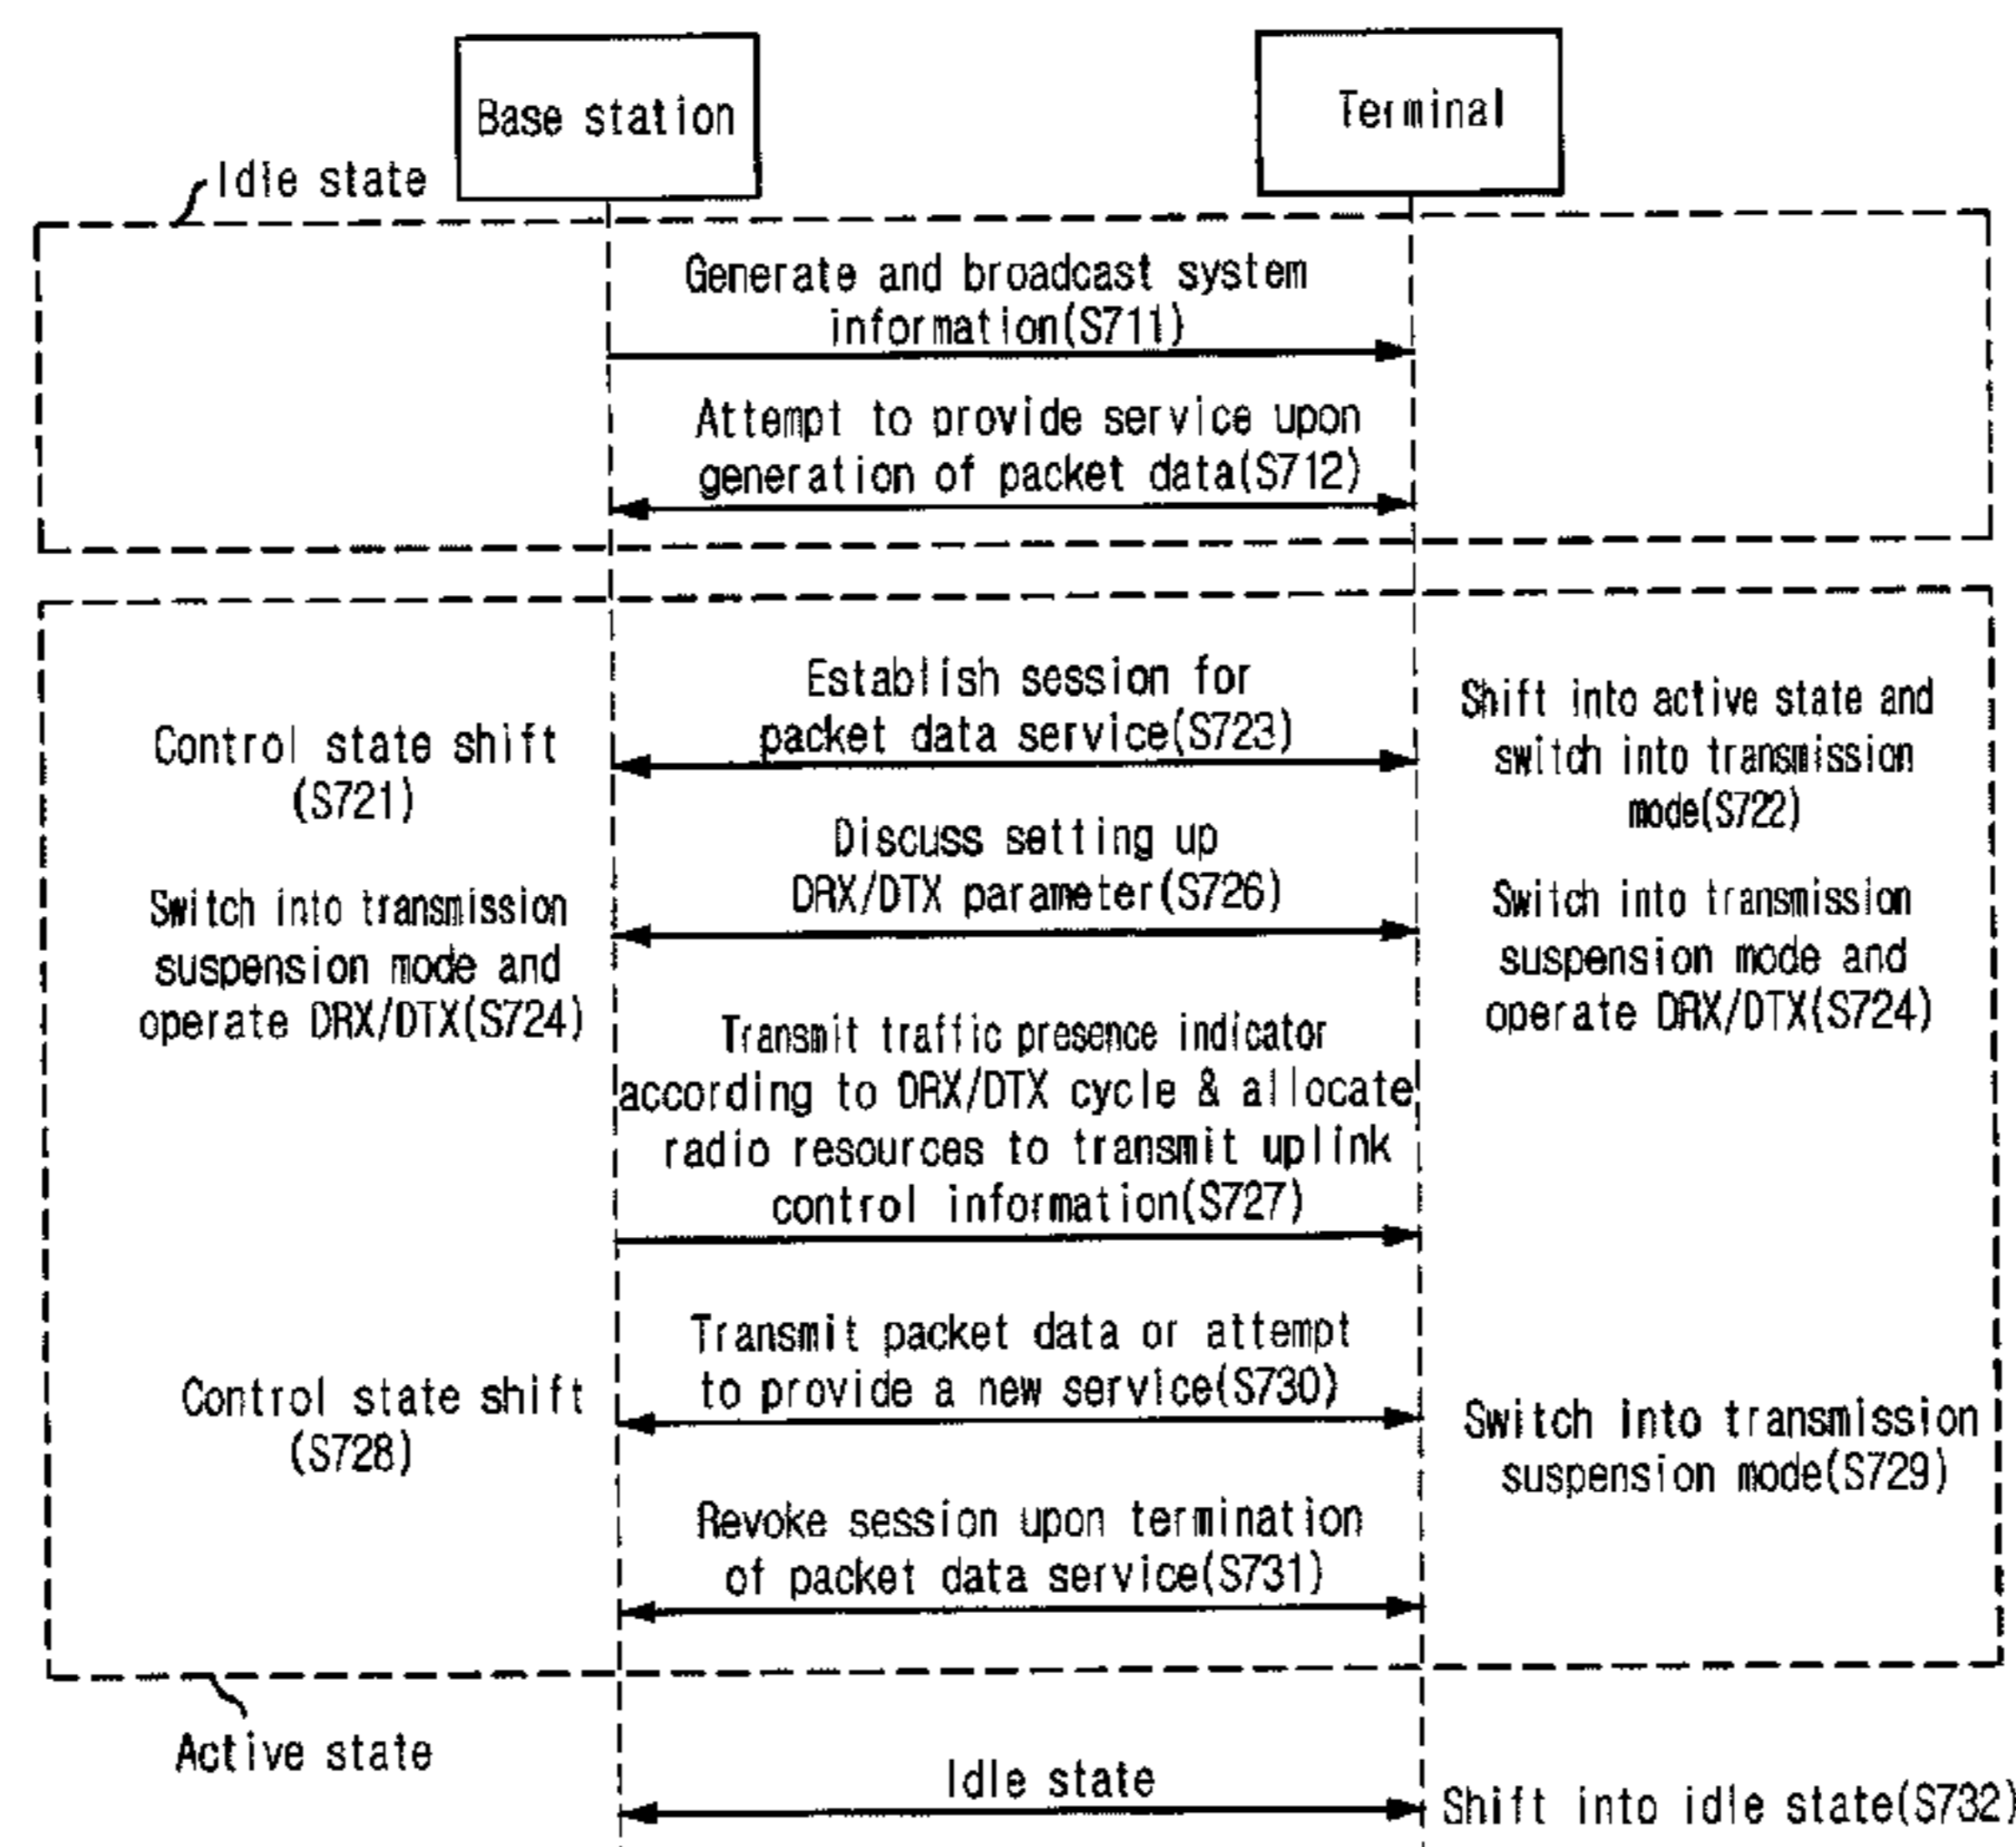 Base station
Terminal
Idle state
Generate and broadcast system
information(S711)
Attempt to provide service upon
generation of packet data(S712)
Establish session for
packet data service(S723)
Control state shift
(S721)
Shift into active state and
switch into transmission
mode(S722)
Discuss setting up
DRX/DTX parameter(S726)
Switch into transmission
suspension mode and
operate DRX/DTX(S724)
Switch into transmission
suspension mode and
operate DRX/DTX(S724)
Transmit traffic presence indicator
according to DRX/DTX cycle & allocate
radio resources to transmit uplink
control information(S727)
Transmit packet data or attempt
to provide a new service(S730)
Control state shift
(S728)
Switch into transmission
suspension mode(S729)
Revoke session upon termination
of packet data service(S731)
Active state
Idle state
Shift into idle state(S732)